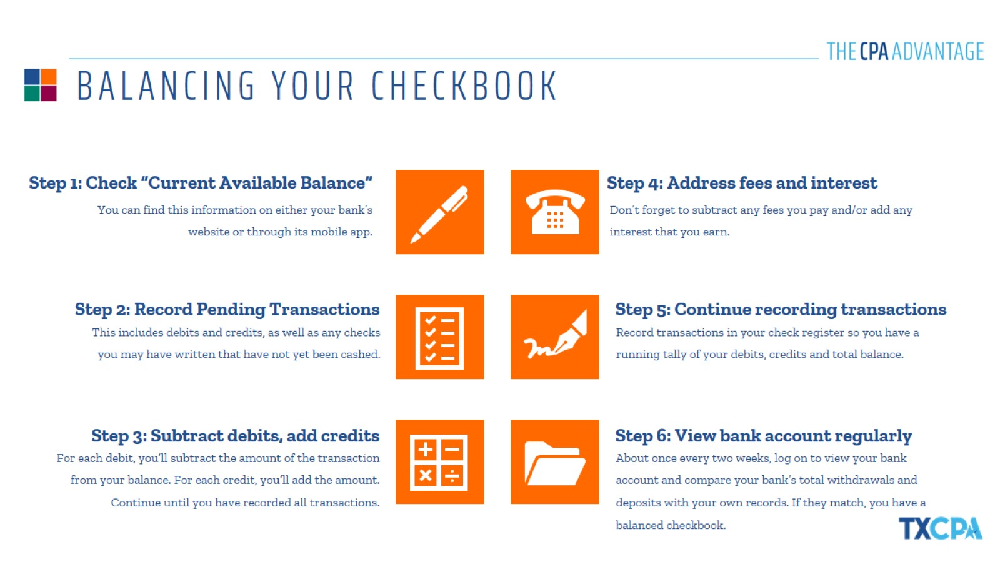 THE CPA ADVANTAGE
BALANCING YOUR CHECKBOOK
Step 1: Check "Current Available Balance"
You can find this information on either your bank's
website or through its mobile app.
Step 2: Record Pending Transactions
This includes debits and credits, as well as any checks
you may have written that have not yet been cashed.
Step 3: Subtract debits, add credits
For each debit, you'll subtract the amount of the transaction
from your balance. For each credit, you'll add the amount.
Continue until you have recorded all transactions.
Step 4: Address fees and interest
Don't forget to subtract any fees you pay and/or add any
interest that you earn.
Step 5: Continue recording transactions
Record transactions in your check register so you have a
running tally of your debits, credits and total balance.
Step 6: View bank account regularly
About once every two weeks, log on to view your bank
account and compare your bank's total withdrawals and
deposits with your own records. If they match, you have a
balanced checkbook.
TXCPA